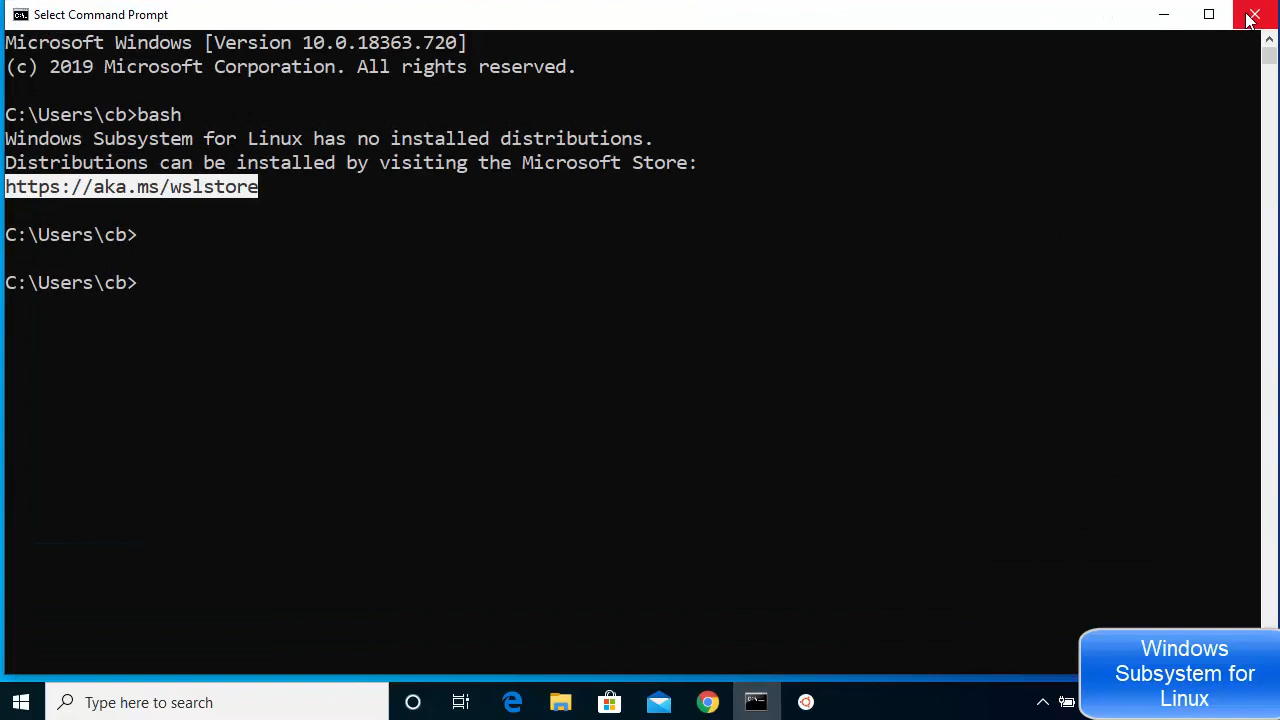 Select Command Prompt
Microsoft Windows [Version 10.0.18363.720]
(c) 2019 Microsoft Corporation. All rights reserved.
C:\Users\cb>bash
Windows Subsystem for Linux has no installed distributions.
Distributions can be installed by visiting the Microsoft Store:
https://aka.ms/wslstore
C:\Users\cb>
C:\Users\cb>
Windows
Subsystem for
Linux
Type here to search